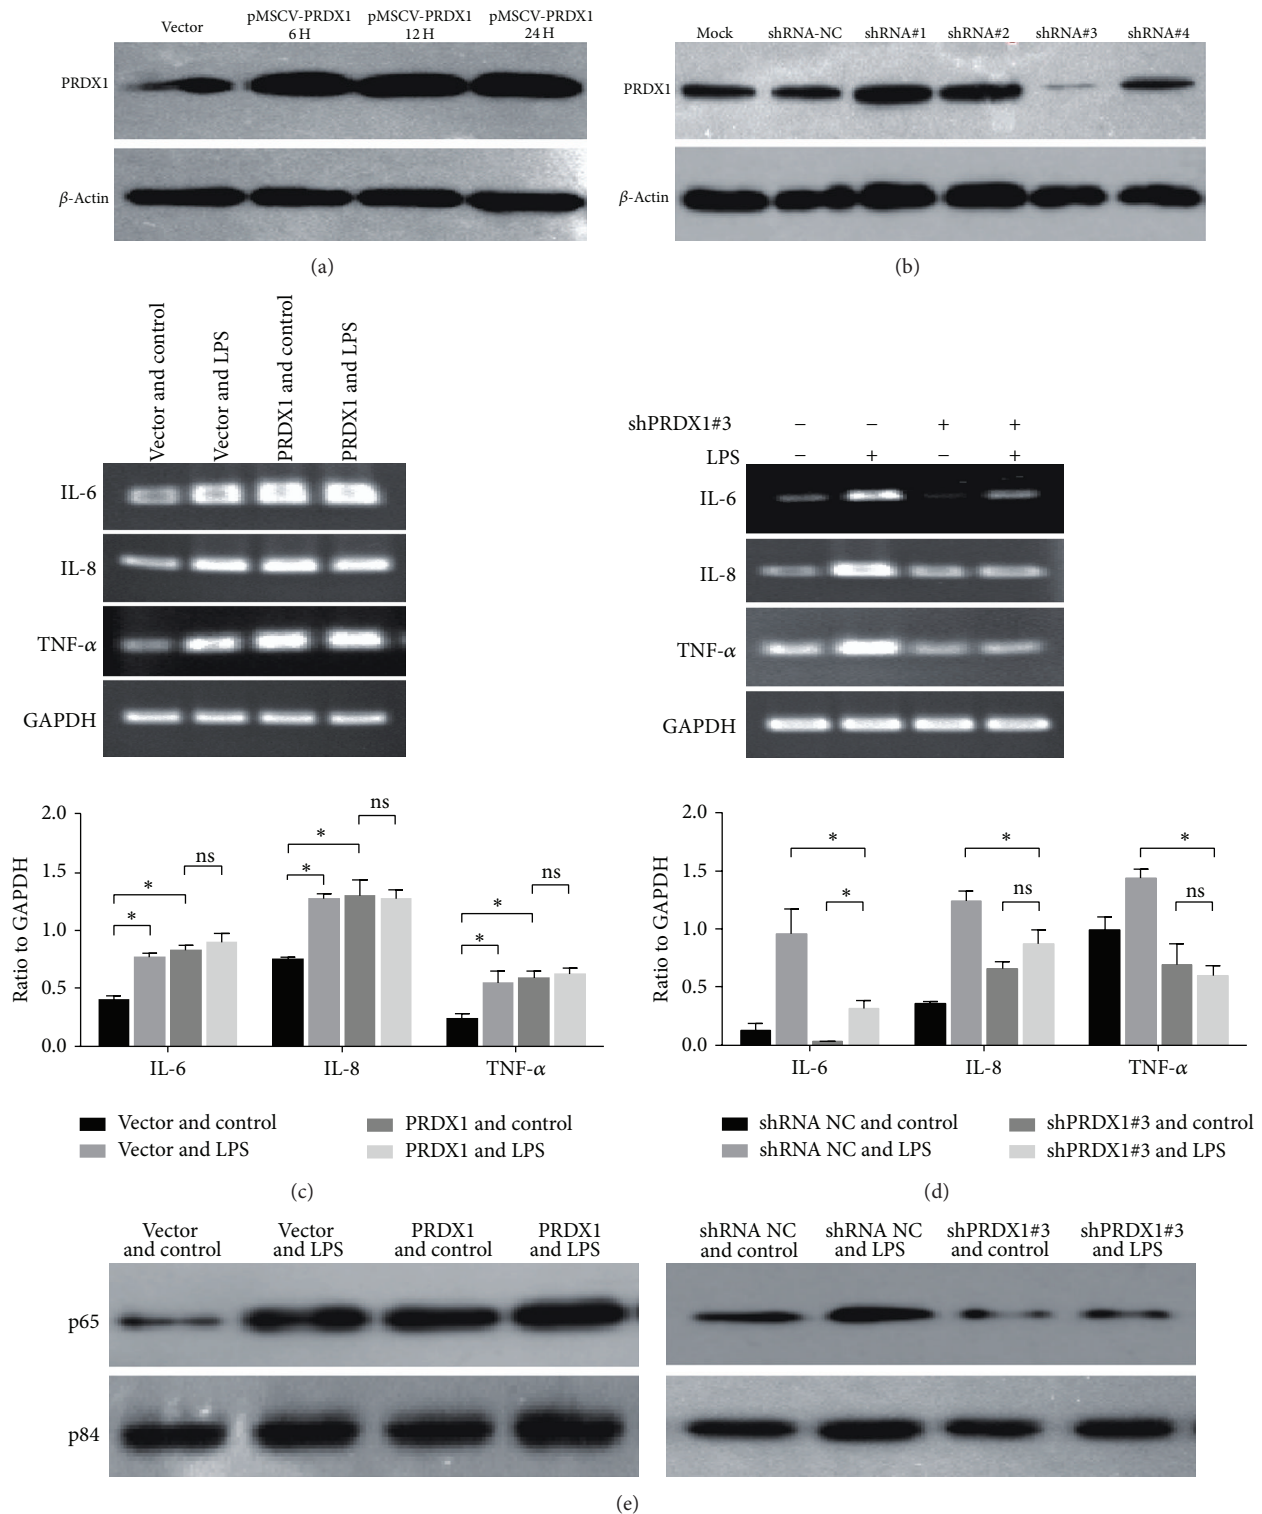 Vector
pMSCV-PRDX1
6 H
pMSCV-PRDX1
12 H
pMSCV-PRDX1
24 H
PRDX1
β-Actin
(a)
Mock
shRNA-NC
shRNA#1
shRNA#2
shRNA#3
shRNA#4
PRDX1
β-Actin
(b)
Vector and control
Vector and LPS
PRDX1 and control
PRDX1 and LPS
IL-6
IL-8
TNF-α
GAPDH
2.0
1.5
1.0
0.5
0.0
Ratio to GAPDH
*
*
ns
*
*
ns
*
*
ns
IL-6
IL-8
TNF-α
Vector and control
Vector and LPS
PRDX1 and control
PRDX1 and LPS
(c)
shPRDX1#3 − − + +
LPS − + − +
IL-6
IL-8
TNF-α
GAPDH
2.0
1.5
1.0
0.5
0.0
Ratio to GAPDH
*
*
*
ns
*
ns
IL-6
IL-8
TNF-α
shRNA NC and control
shRNA NC and LPS
shPRDX1#3 and control
shPRDX1#3 and LPS
(d)
Vector
and control
Vector
and LPS
PRDX1
and control
PRDX1
and LPS
shRNA NC
and control
shRNA NC
and LPS
shPRDX1#3
and control
shPRDX1#3
and LPS
p65
p84
(e)